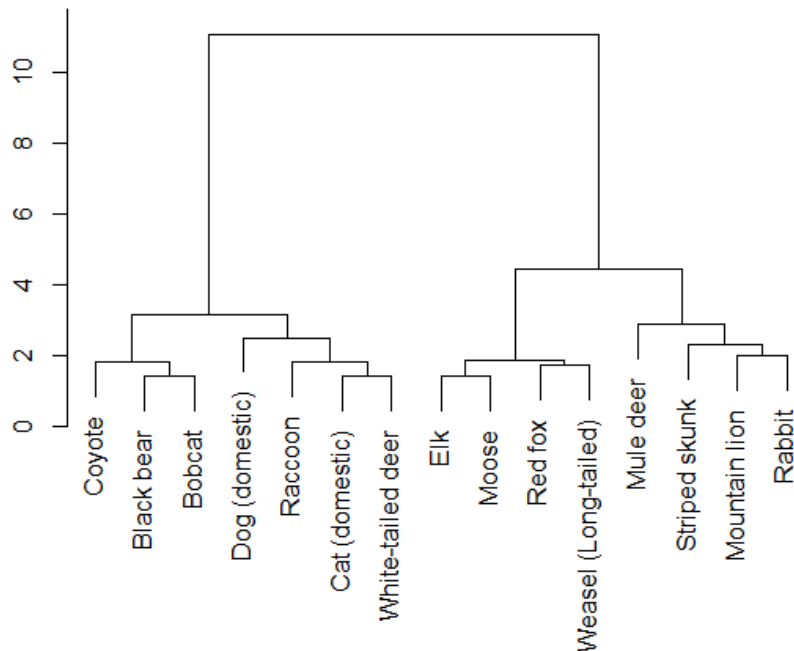 10
8
6
4
2
0
Coyote
Black bear
Bobcat
Dog (domestic)
Raccoon
Cat (domestic)
White-tailed deer
Elk
Moose
Red fox
Weasel (Long-tailed)
Mule deer
Striped skunk
Mountain lion
Rabbit